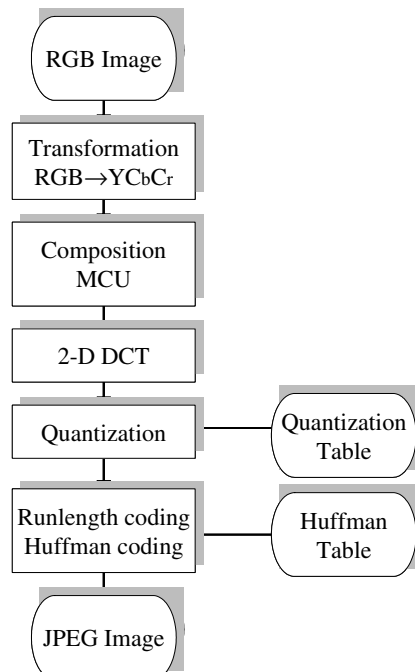 RGB Image
Transformation
RGB→YCbCr
Composition
MCU
2-D DCT
Quantization
Quantization
Table
Runlength coding
Huffman coding
Huffman
Table
JPEG Image